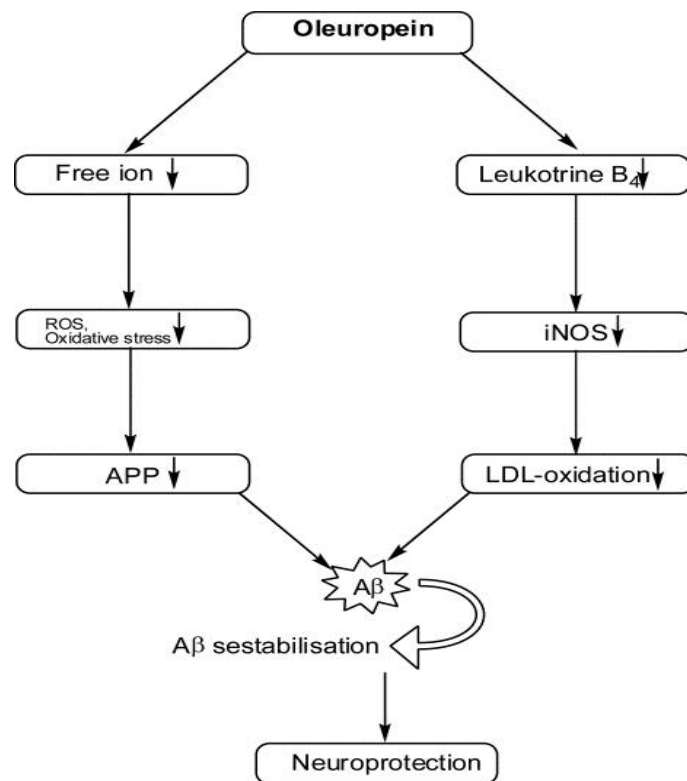 Oleuropein
Free ion
Leukotrine B₄
ROS,
Oxidative stress
iNOS
APP
LDL-oxidation
Aβ
Aβ sestabilisation
Neuroprotection